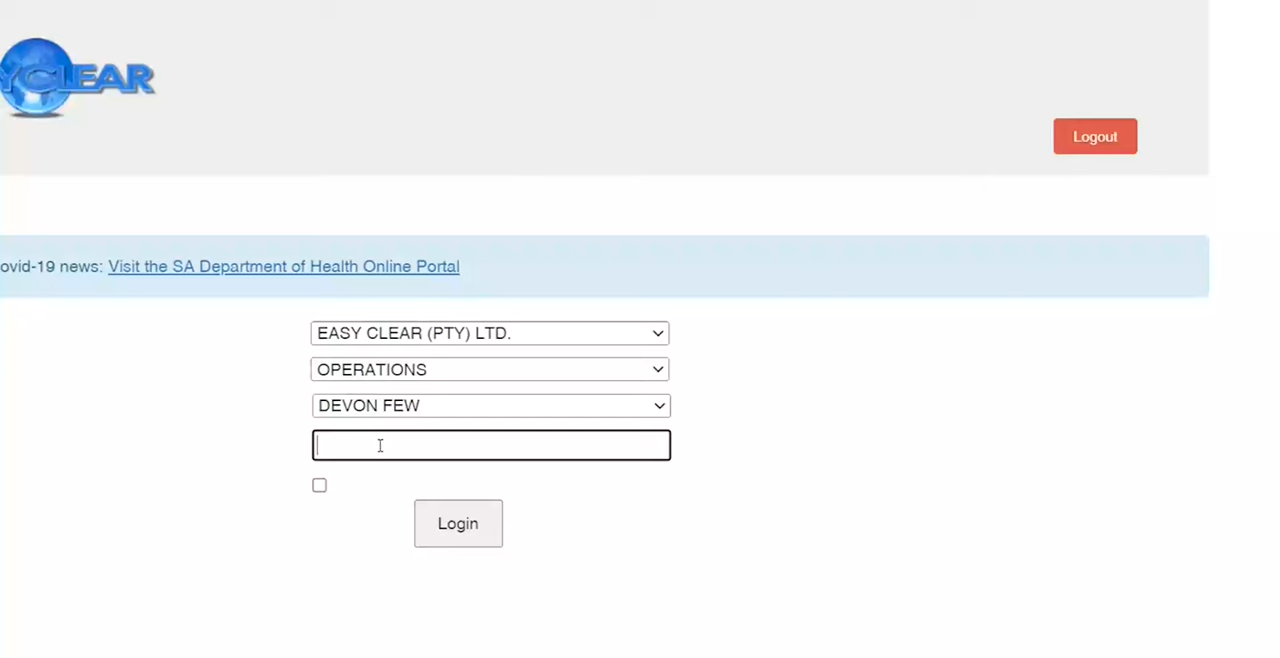 YCLEAR
Logout
ovid-19 news: Visit the SA Department of Health Online Portal
EASY CLEAR (PTY) LTD.
OPERATIONS
DEVON FEW
Login